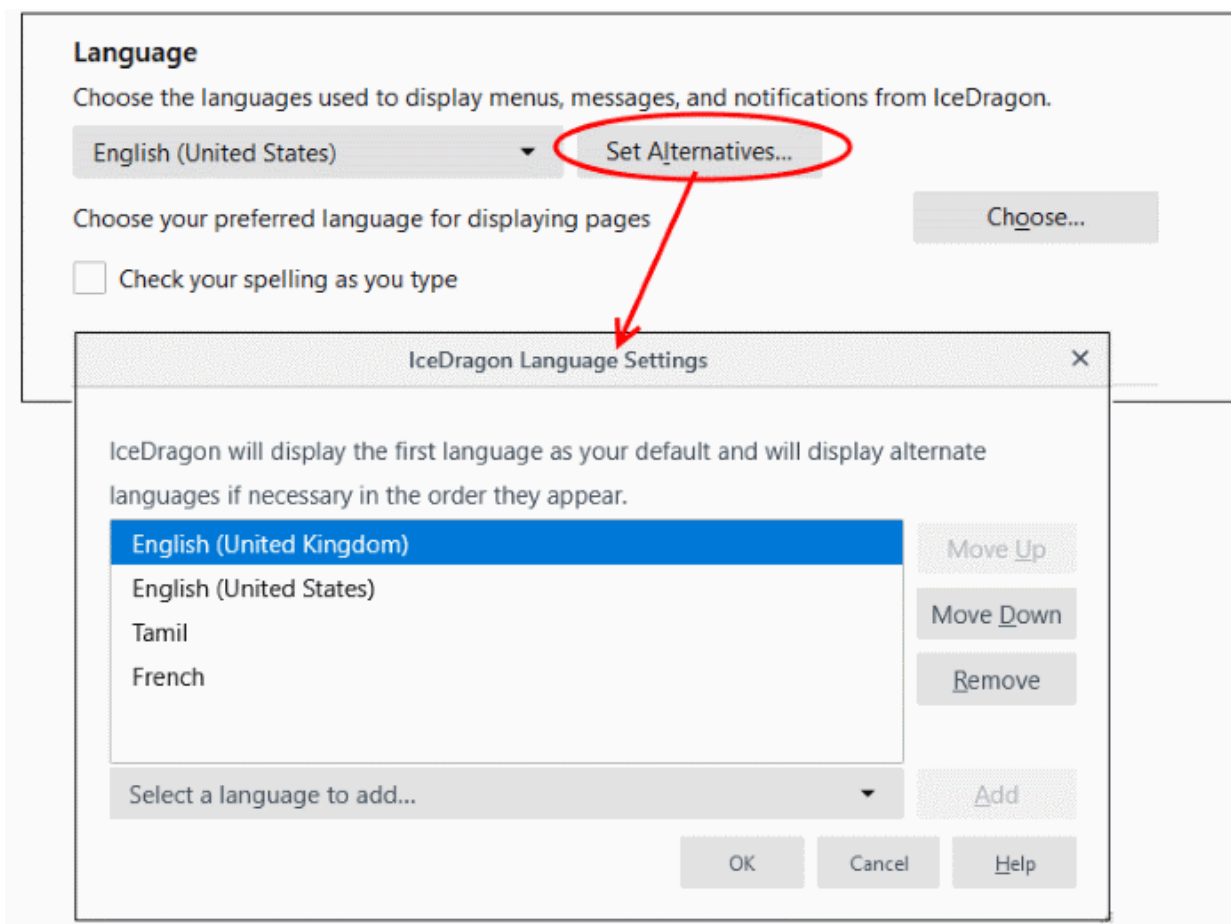 Language
Choose the languages used to display menus, messages, and notifications from IceDragon.
English (United States)
Set Alternatives...
Choose your preferred language for displaying pages
Choose...
Check your spelling as you type
IceDragon Language Settings
IceDragon will display the first language as your default and will display alternate
languages if necessary in the order they appear.
English (United Kingdom)
Move Up
English (United States)
Move Down
Tamil
French
Remove
Select a language to add...
Add
OK
Cancel
Help